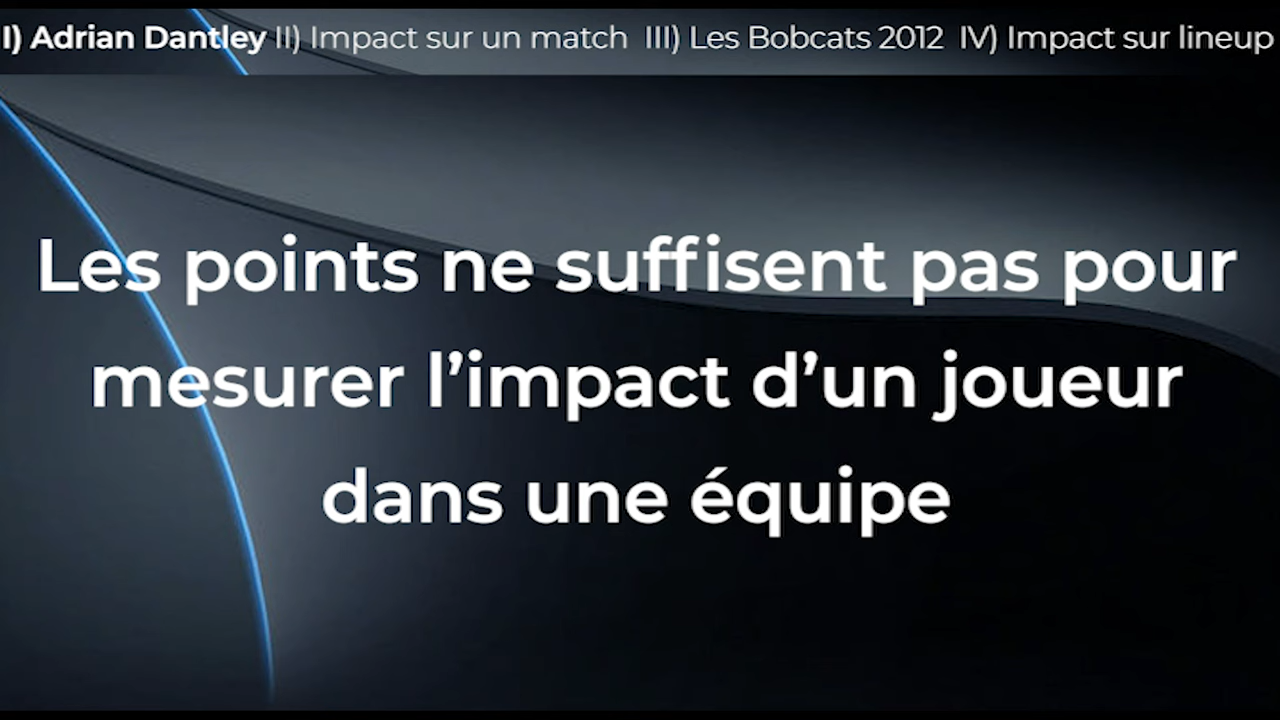 I) Adrian Dantley II) Impact sur un match III) Les Bobcats 2012 IV) Impact sur lineup
Les points ne suffisent pas pour
mesurer l’impact d’un joueur
dans une équipe